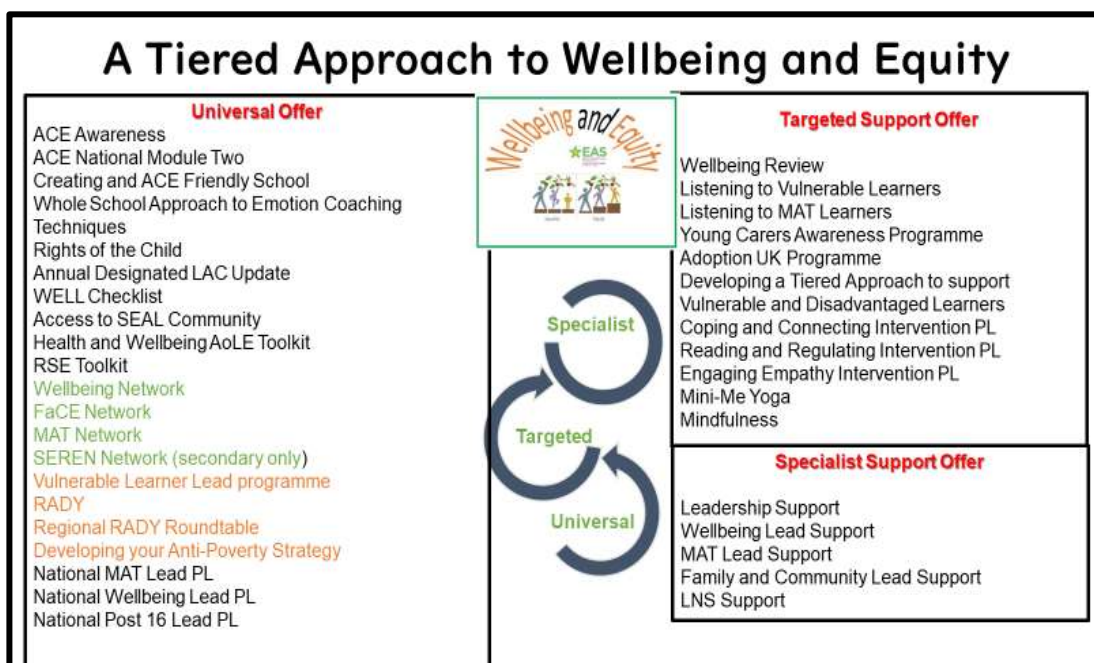 A Tiered Approach to Wellbeing and Equity
Universal Offer
ACE Awareness
ACE National Module Two
Creating and ACE Friendly School
Whole School Approach to Emotion Coaching
Techniques
Rights of the Child
Annual Designated LAC Update
WELL Checklist
Access to SEAL Community
Health and Wellbeing AoLE Toolkit
RSE Toolkit
Wellbeing Network
FaCE Network
MAT Network
SEREN Network (secondary only)
Vulnerable Learner Lead programme
RADY
Regional RADY Roundtable
Developing your Anti-Poverty Strategy
National MAT Lead PL
National Wellbeing Lead PL
National Post 16 Lead PL
Wellbeing and Equity
EAS
Specialist
Targeted
Universal
Targeted Support Offer
Wellbeing Review
Listening to Vulnerable Learners
Listening to MAT Learners
Young Carers Awareness Programme
Adoption UK Programme
Developing a Tiered Approach to support
Vulnerable and Disadvantaged Learners
Coping and Connecting Intervention PL
Reading and Regulating Intervention PL
Engaging Empathy Intervention PL
Mini-Me Yoga
Mindfulness
Specialist Support Offer
Leadership Support
Wellbeing Lead Support
MAT Lead Support
Family and Community Lead Support
LNS Support